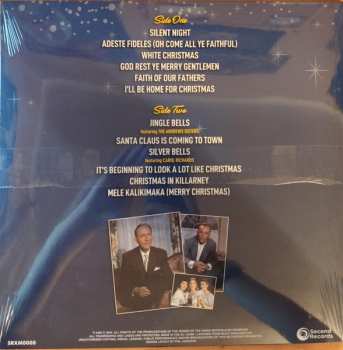 Side One
SILENT NIGHT
ADESTE FIDELES (OH COME ALL YE FAITHFUL)
WHITE CHRISTMAS
GOD REST YE MERRY GENTLEMEN
FAITH OF OUR FATHERS
I'LL BE HOME FOR CHRISTMAS
Side Two
JINGLE BELLS
featuring THE ANDREWS SISTERS
SANTA CLAUS IS COMING TO TOWN
SILVER BELLS
featuring CAROL RICHARDS
IT'S BEGINNING TO LOOK A LOT LIKE CHRISTMAS
CHRISTMAS IN KILLARNEY
MELE KALIKIMAKA (MERRY CHRISTMAS)
SRXM0008
Second
Records